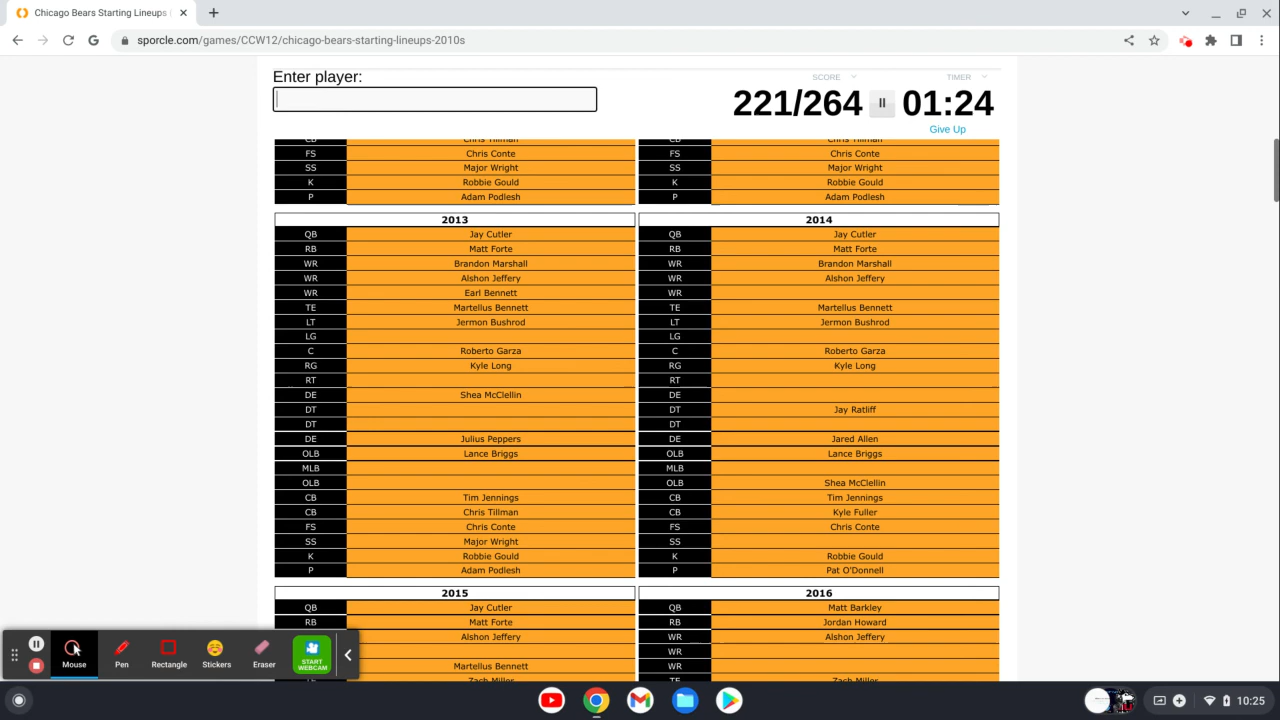 Chicago Bears Starting Lineups (
sporcle.com/games/CCW12/chicago-bears-starting-lineups-2010s
Enter player:
SCORE
TIMER
221/264
01:24
Give Up
CB Chris Tillman CB Chris Tillman
FS Chris Conte FS Chris Conte
SS Major Wright SS Major Wright
K Robbie Gould K Robbie Gould
P Adam Podlesh P Adam Podlesh
2013 2014
QB Jay Cutler QB Jay Cutler
RB Matt Forte RB Matt Forte
WR Brandon Marshall WR Brandon Marshall
WR Alshon Jeffery WR Alshon Jeffery
WR Earl Bennett WR
TE Martellus Bennett TE Martellus Bennett
LT Jermon Bushrod LT Jermon Bushrod
LG LG
C Roberto Garza C Roberto Garza
RG Kyle Long RG Kyle Long
RT RT
DE Shea McClellin DE
DT DT Jay Ratliff
DT DT
DE Julius Peppers DE Jared Allen
OLB Lance Briggs OLB Lance Briggs
MLB MLB
OLB OLB Shea McClellin
CB Tim Jennings CB Tim Jennings
CB Chris Tillman CB Kyle Fuller
FS Chris Conte FS Chris Conte
SS Major Wright SS
K Robbie Gould K Robbie Gould
P Adam Podlesh P Pat O'Donnell
2015 2016
QB Jay Cutler QB Matt Barkley
RB Matt Forte RB Jordan Howard
Alshon Jeffery WR Alshon Jeffery
WR
Martellus Bennett WR
Zach Miller TE
Mouse
Pen
Rectangle
Stickers
Eraser
START WEBCAM
10:25